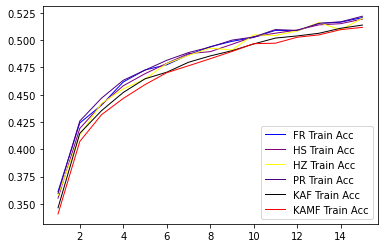 0.525
0.500
0.475
0.450
0.425
0.400
0.375
0.350
2 4 6 8 10 12 14
FR Train Acc
HS Train Acc
HZ Train Acc
PR Train Acc
KAF Train Acc
KAMF Train Acc